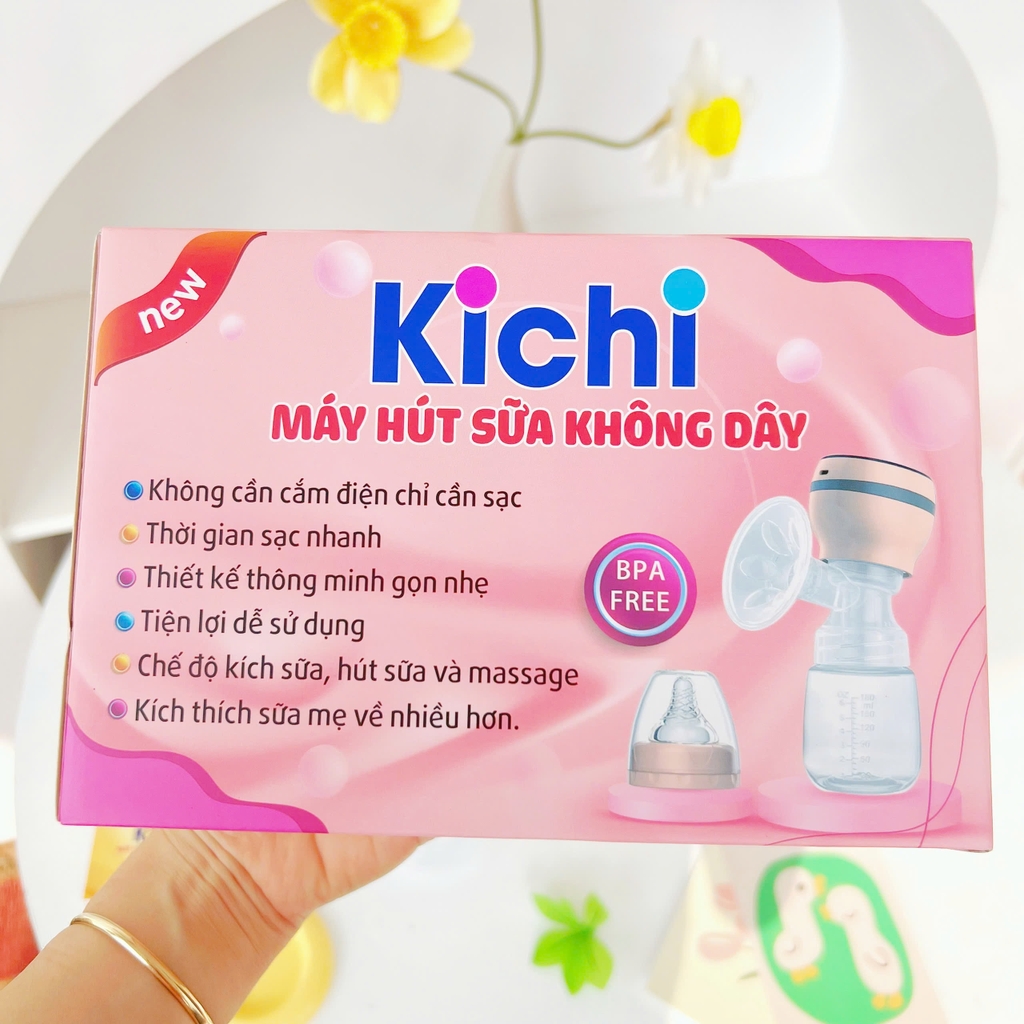 new
Kichi
MÁY HÚT SỮA KHÔNG DÂY
Không cần cắm điện chỉ cần sạc
Thời gian sạc nhanh
Thiết kế thông minh gọn nhẹ
Tiện lợi dễ sử dụng
Chế độ kích sữa, hút sữa và massage
Kích thích sữa mẹ về nhiều hơn.
BPA
FREE